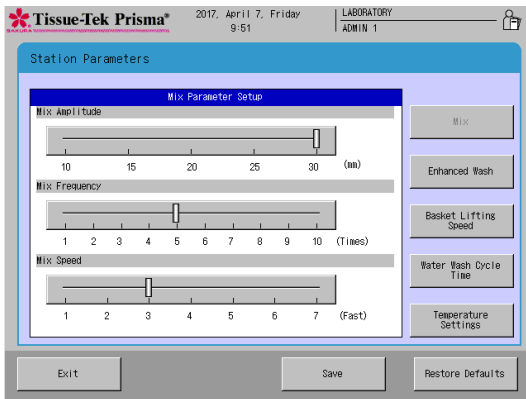 Tissue-Tek Prisma®
SAKURA
2017, April 7, Friday
9:51
LABORATORY
ADMIN 1
Station Parameters
Mix Parameter Setup
Mix Amplitude
10 15 20 25 30 (mm)
Mix Frequency
1 2 3 4 5 6 7 8 9 10 (Times)
Mix Speed
1 2 3 4 5 6 7 (Fast)
Mix
Enhanced Wash
Basket Lifting
Speed
Water Wash Cycle
Time
Temperature
Settings
Exit
Save
Restore Defaults